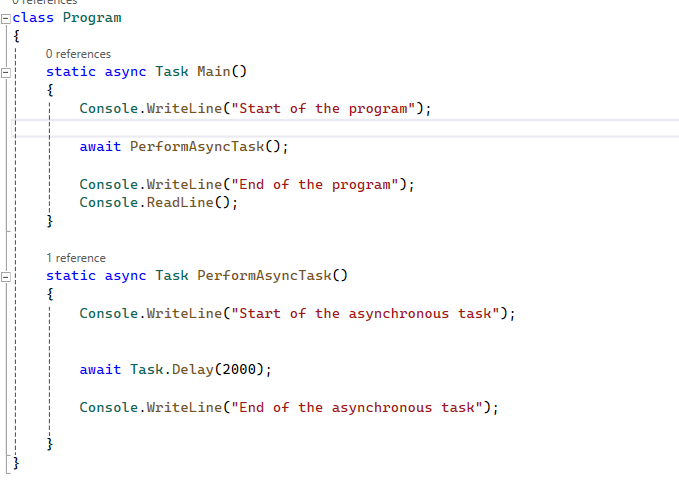 0 references
class Program
{
0 references
static async Task Main()
{
Console.WriteLine("Start of the program");
await PerformAsyncTask();
Console.WriteLine("End of the program");
Console.ReadLine();
}
1 reference
static async Task PerformAsyncTask()
{
Console.WriteLine("Start of the asynchronous task");
await Task.Delay(2000);
Console.WriteLine("End of the asynchronous task");
}
}